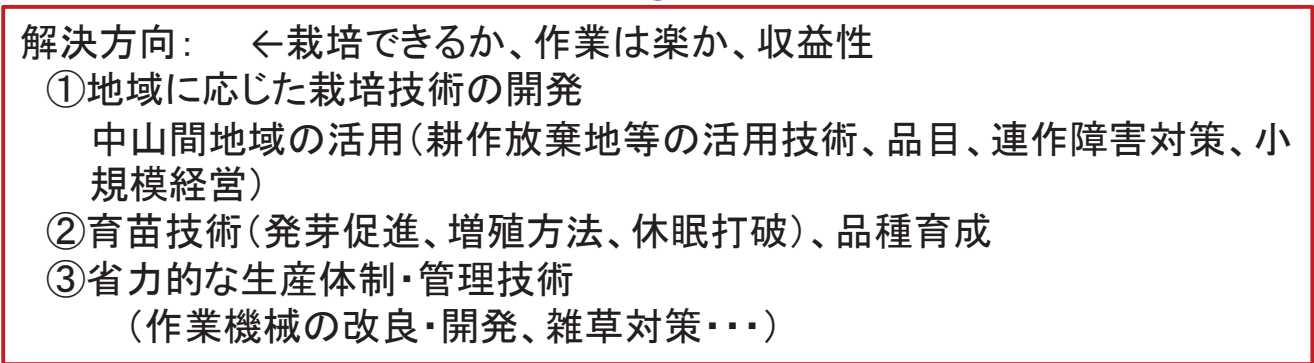 解決方向：　←栽培できるか、作業は楽か、収益性
①地域に応じた栽培技術の開発
中山間地域の活用（耕作放棄地等の活用技術、品目、連作障害対策、小
規模経営）
②育苗技術（発芽促進、増殖方法、休眠打破）、品種育成
③省力的な生産体制・管理技術
（作業機械の改良・開発、雑草対策・・・）